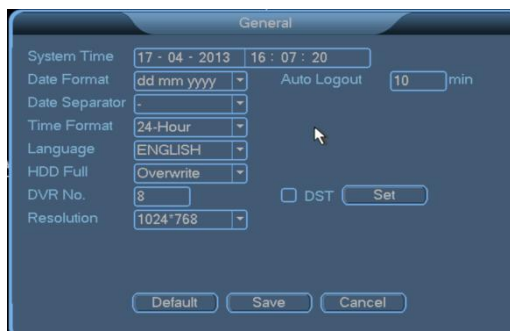 General
System Time 17 - 04 - 2013 16 : 07 : 20
Date Format dd mm yyyy Auto Logout 10 min
Date Separator -
Time Format 24-Hour
Language ENGLISH
HDD Full Overwrite
DVR No. 8 DST Set
Resolution 1024*768
Default Save Cancel